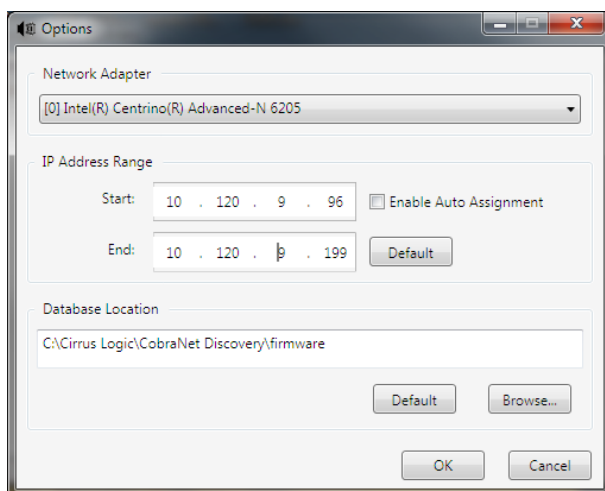 Options
Network Adapter
[0] Intel(R) Centrino(R) Advanced-N 6205
IP Address Range
Start: 10 . 120 . 9 . 96 Enable Auto Assignment
End: 10 . 120 . 9 . 199 Default
Database Location
C:\Cirrus Logic\CobraNet Discovery\firmware
Default Browse...
OK Cancel